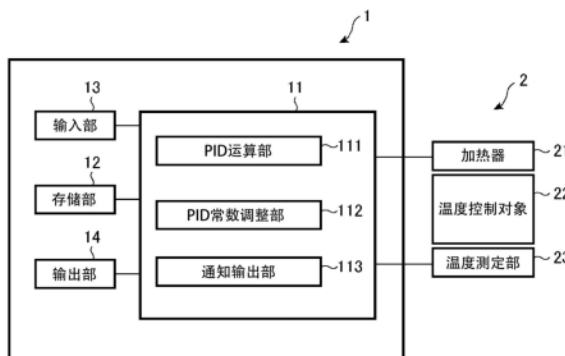 1
2
13
输入部
12
存储部
14
输出部
11
PID运算部
111
PID常数调整部
112
通知输出部
113
加热器
21
温度控制对象
22
温度测定部
23